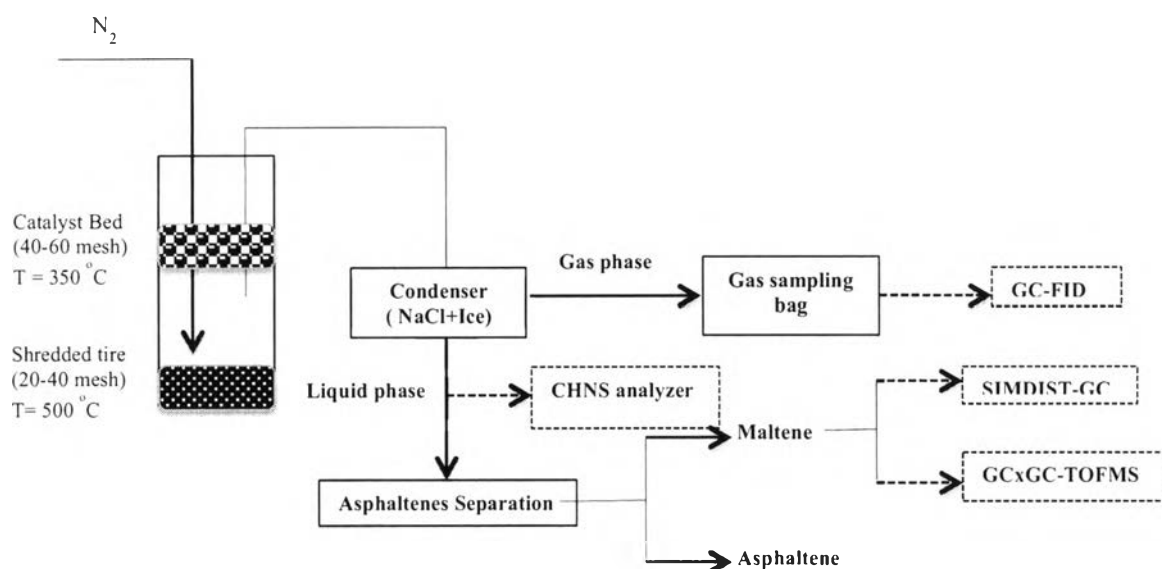 N2
Catalyst Bed
(40-60 mesh)
T = 350 °C
Shredded tire
(20-40 mesh)
T= 500 °C
Condenser
( NaCl+Ice)
Gas phase
Gas sampling
bag
GC-FID
Liquid phase
CHNS analyzer
Asphaltenes Separation
Maltene
SIMDIST-GC
GCxGC-TOFMS
Asphaltene